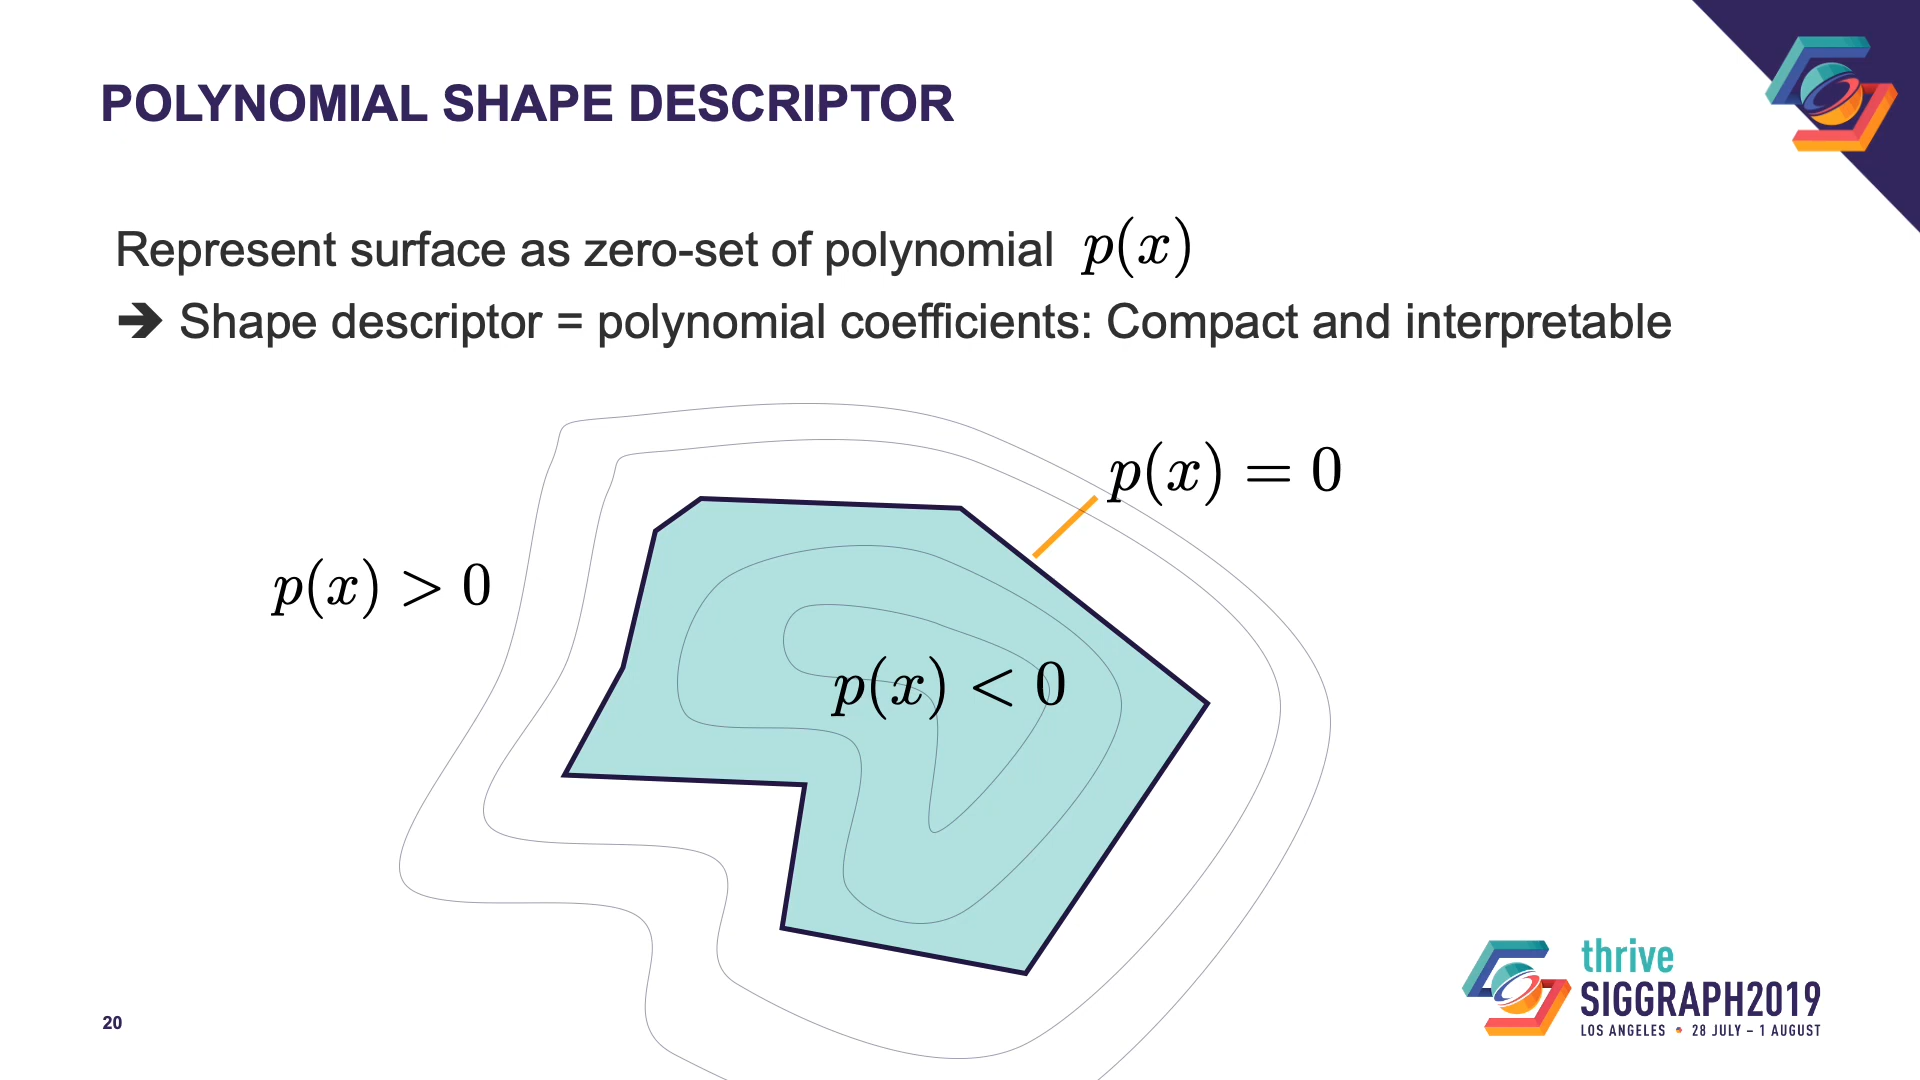 POLYNOMIAL SHAPE DESCRIPTOR
Represent surface as zero-set of polynomial p(x)
➔ Shape descriptor = polynomial coefficients: Compact and interpretable
p(x) = 0
p(x) > 0
p(x) < 0
thrive
SIGGRAPH2019
LOS ANGELES • 28 JULY – 1 AUGUST
20